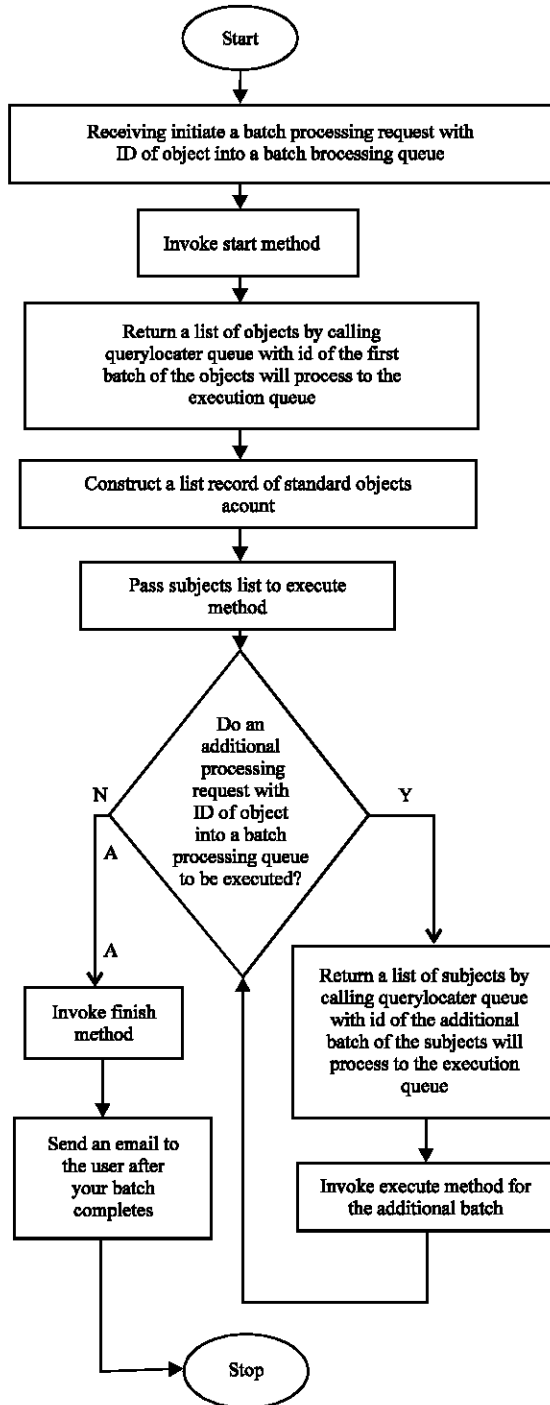 Start
Receiving initiate a batch processing request with
ID of object into a batch brocessing queue
Invoke start method
Return a list of objects by calling
querylocater queue with id of the first
batch of the objects will process to the
execution queue
Construct a list record of standard objects
acount
Pass subjects list to execute
method
Do an
additional
processing
request with
ID of object
into a batch
processing queue
to be executed?
N
A
A
Y
Invoke finish
method
Send an email to
the user after
your batch
completes
Return a list of subjects by
calling querylocater queue
with id of the additional
batch of the subjects will
process to the execution
queue
Invoke execute method for
the additional batch
Stop